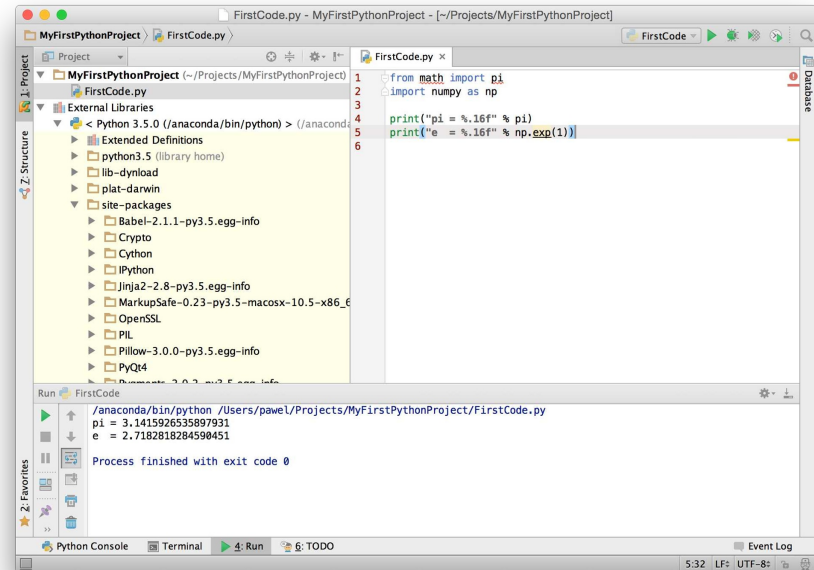 FirstCode.py - MyFirstPythonProject - [~/Projects/MyFirstPythonProject]
MyFirstPythonProject FirstCode.py
FirstCode
1: Project
Z: Structure
2: Favorites
Project
MyFirstPythonProject (~/Projects/MyFirstPythonProject)
FirstCode.py
External Libraries
< Python 3.5.0 (/anaconda/bin/python) > (/anaconda
Extended Definitions
python3.5 (library home)
lib-dynload
plat-darwin
site-packages
Babel-2.1.1-py3.5.egg-info
Crypto
Cython
IPython
Jinja2-2.8-py3.5.egg-info
MarkupSafe-0.23-py3.5-macosx-10.5-x86_6
OpenSSL
PIL
Pillow-3.0.0-py3.5.egg-info
PyQt4
FirstCode.py ×
1 from math import pi
2 import numpy as np
3
4 print("pi = %.16f" % pi)
5 print("e  = %.16f" % np.exp(1))
6
Database
Run FirstCode
/anaconda/bin/python /Users/pawel/Projects/MyFirstPythonProject/FirstCode.py
pi = 3.1415926535897931
e  = 2.7182818284590451
Process finished with exit code 0
Python Console Terminal 4: Run 6: TODO Event Log
5:32 LF÷ UTF-8÷